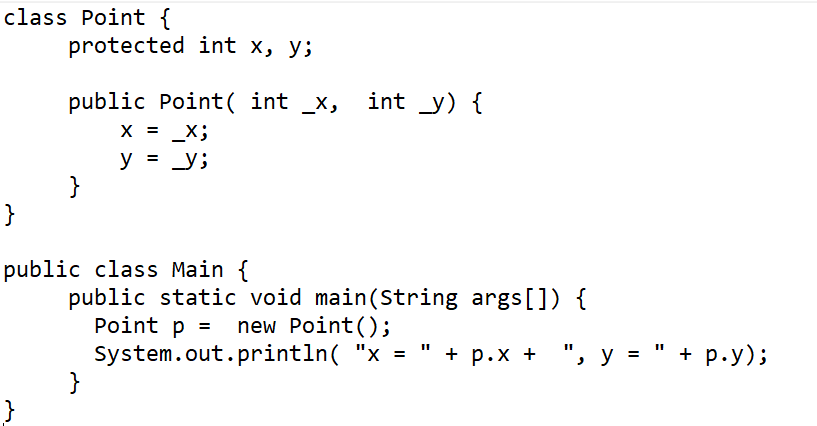 class Point {
protected int x, y;
public Point( int _x, int _y) {
x = _x;
y = _y;
}
}
public class Main {
public static void main(String args[]) {
Point p = new Point();
System.out.println( "x = " + p.x + ", y = " + p.y);
}
}